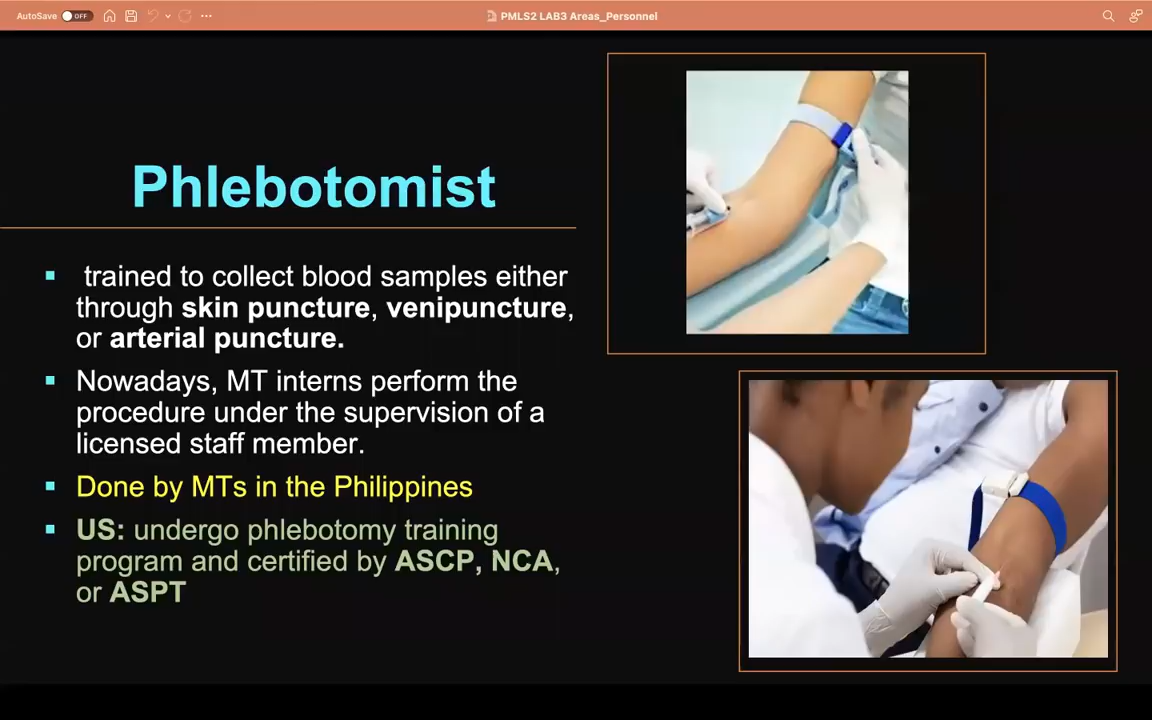 AutoSave OFF
PMLS2 LAB3 Areas_Personnel
Phlebotomist
trained to collect blood samples either
through skin puncture, venipuncture,
or arterial puncture.
Nowadays, MT interns perform the
procedure under the supervision of a
licensed staff member.
Done by MTs in the Philippines
US: undergo phlebotomy training
program and certified by ASCP, NCA,
or ASPT